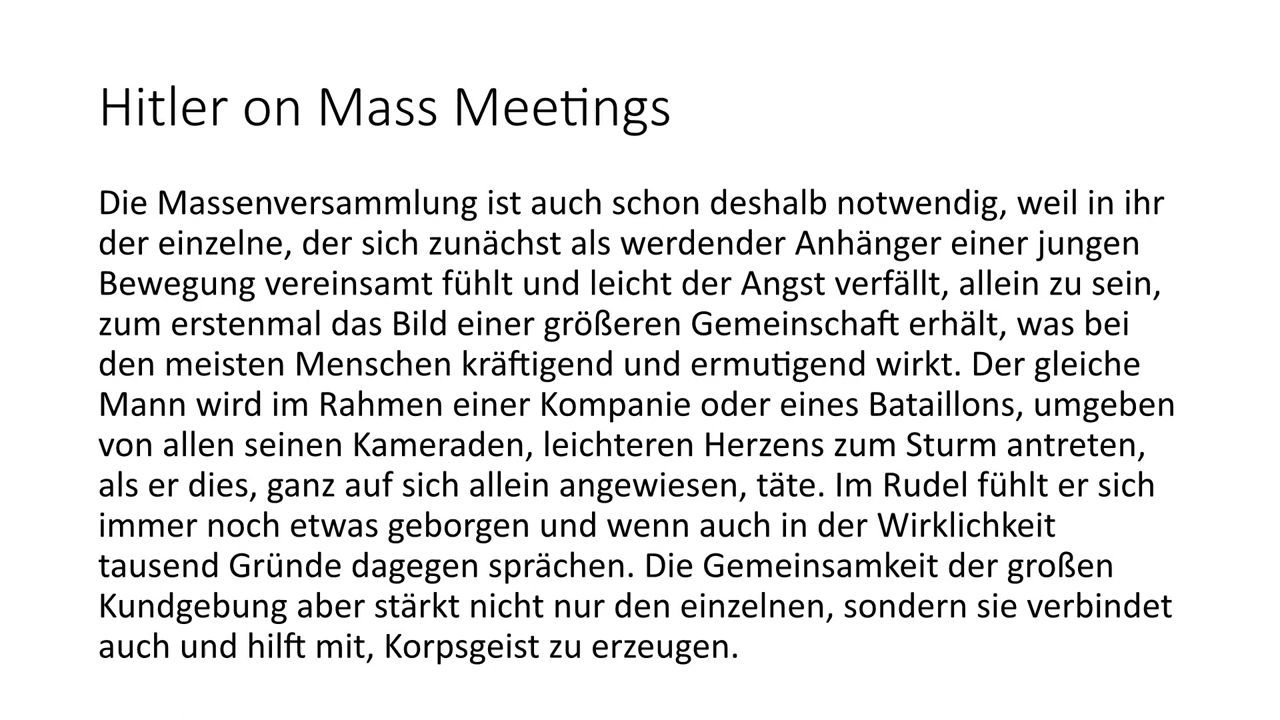 Hitler on Mass Meetings
Die Massenversammlung ist auch schon deshalb notwendig, weil in ihr
der einzelne, der sich zunächst als werdender Anhänger einer jungen
Bewegung vereinsamt fühlt und leicht der Angst verfällt, allein zu sein,
zum erstenmal das Bild einer größeren Gemeinschaft erhält, was bei
den meisten Menschen kräftigend und ermutigend wirkt. Der gleiche
Mann wird im Rahmen einer Kompanie oder eines Bataillons, umgeben
von allen seinen Kameraden, leichteren Herzens zum Sturm antreten,
als er dies, ganz auf sich allein angewiesen, täte. Im Rudel fühlt er sich
immer noch etwas geborgen und wenn auch in der Wirklichkeit
tausend Gründe dagegen sprächen. Die Gemeinsamkeit der großen
Kundgebung aber stärkt nicht nur den einzelnen, sondern sie verbindet
auch und hilft mit, Korpsgeist zu erzeugen.